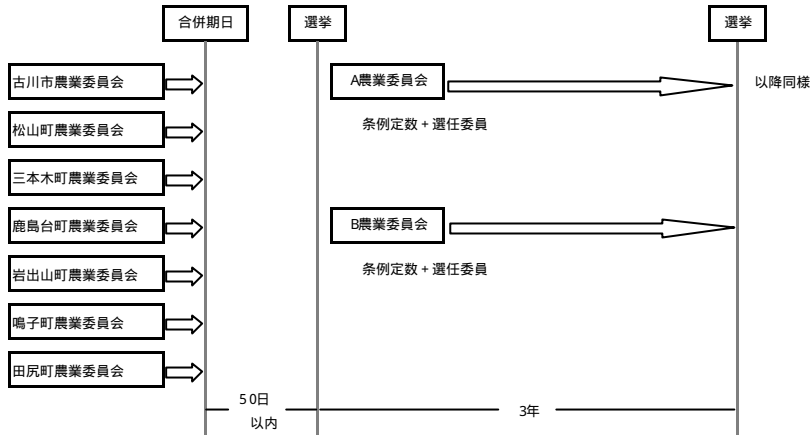 合併期日
選挙
選挙
古川市農業委員会
A農業委員会
以降同様
松山町農業委員会
条例定数 + 選任委員
三本木町農業委員会
鹿島台町農業委員会
B農業委員会
岩出山町農業委員会
条例定数 + 選任委員
鳴子町農業委員会
田尻町農業委員会
50日
以内
3年